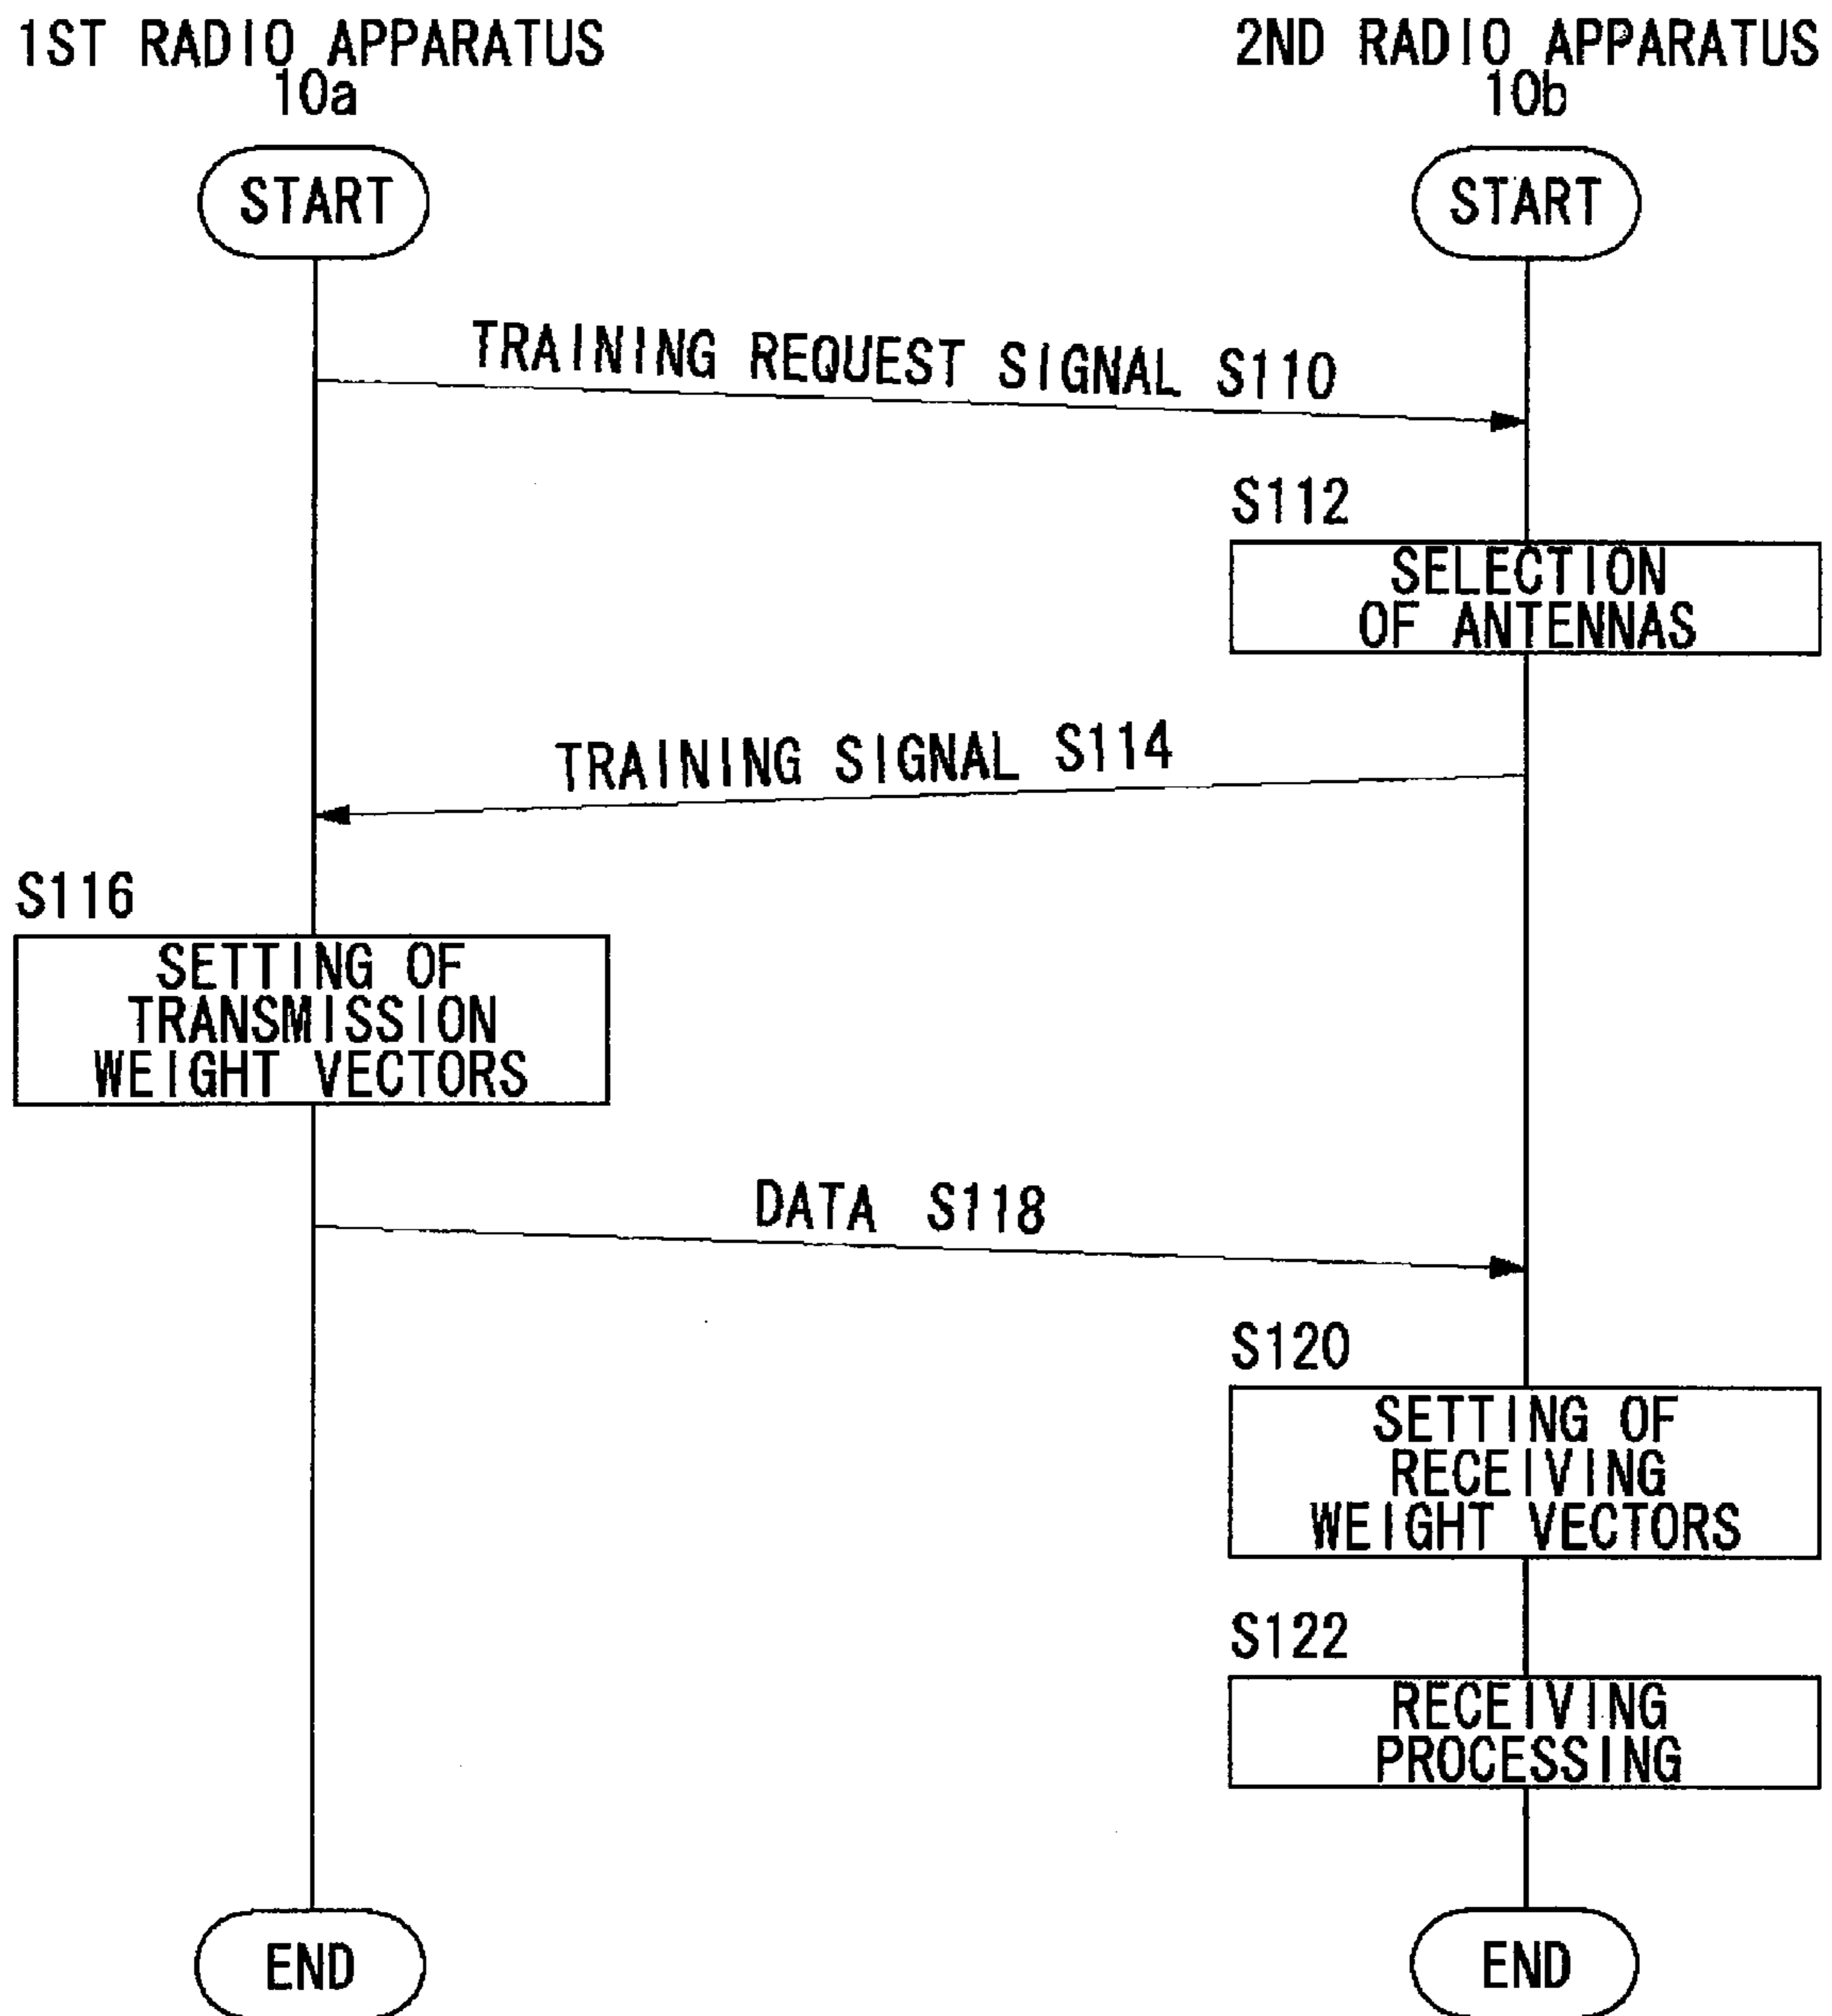 1ST RADIO APPARATUS
10a
2ND RADIO APPARATUS
10b
START
START
TRAINING REQUEST SIGNAL S110
S112
SELECTION
OF ANTENNAS
TRAINING SIGNAL S114
S116
SETTING OF
TRANSMISSION
WEIGHT VECTORS
DATA S118
S120
SETTING OF
RECEIVING
WEIGHT VECTORS
S122
RECEIVING
PROCESSING
END
END